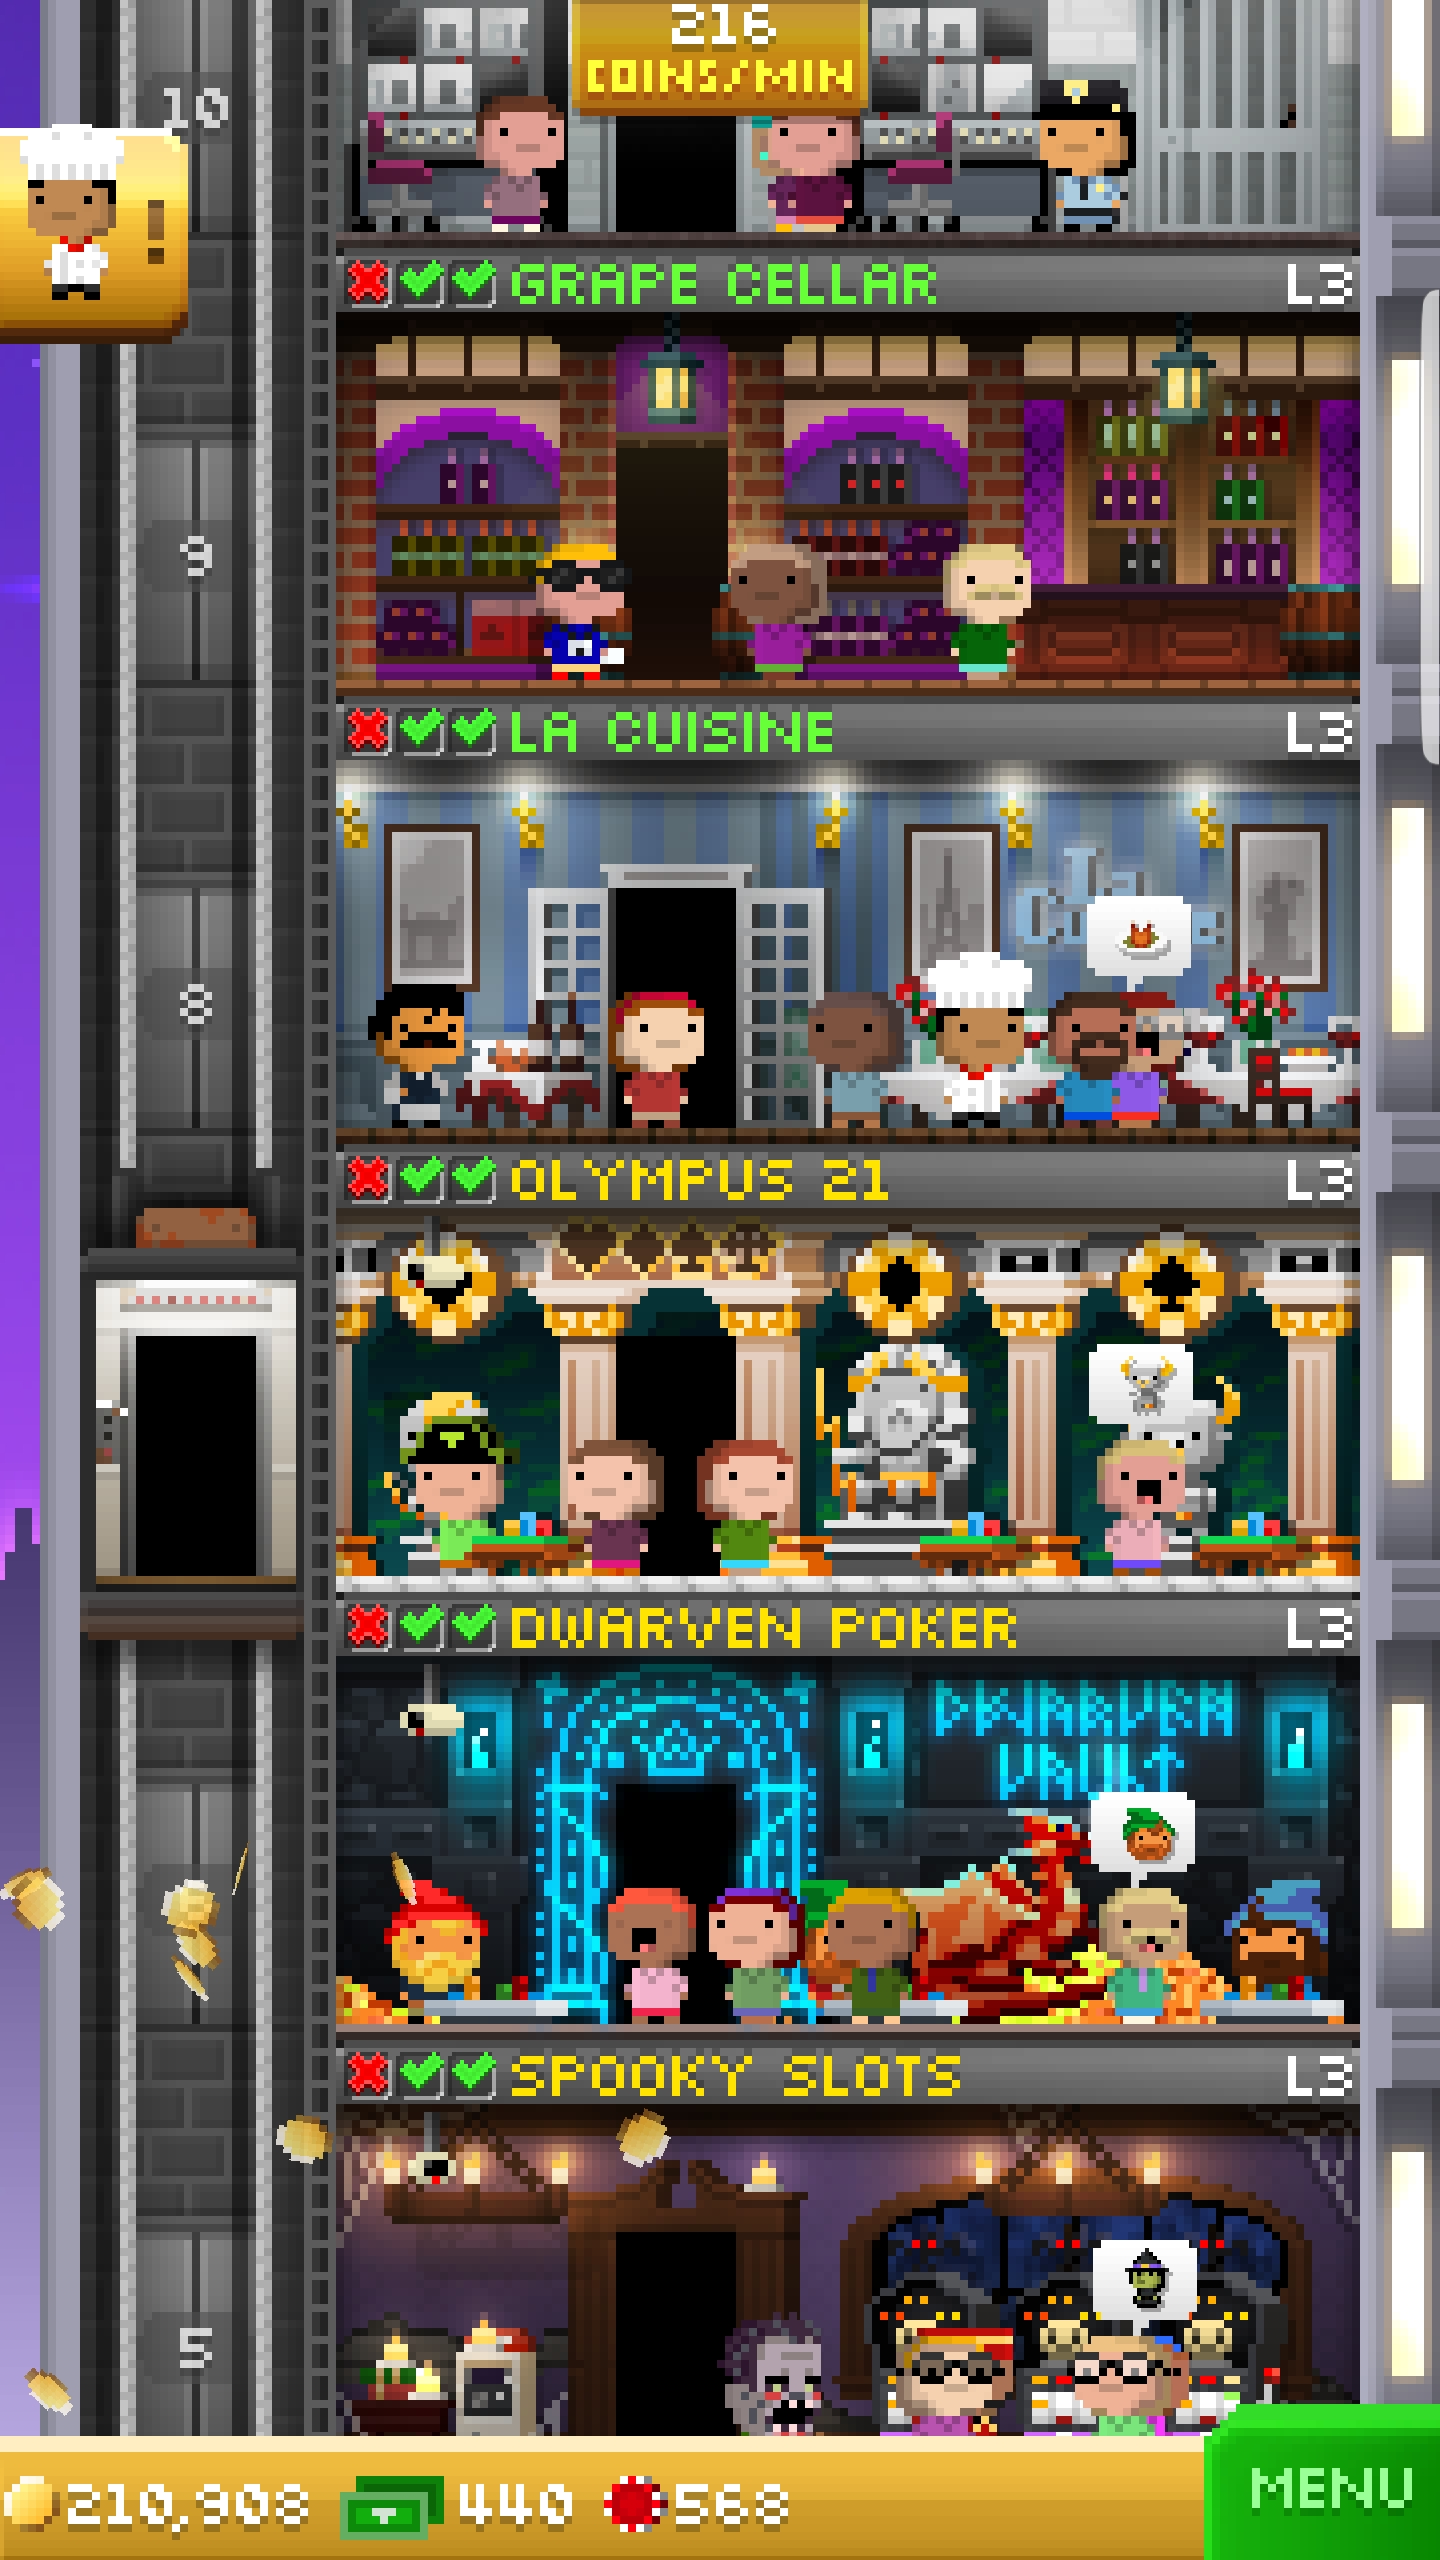 216
COINS/MIN
10
GRAPE CELLAR L3
9
LA CUISINE L3
8
La
OLYMPUS 21 L3
DWARVEN POKER L3
DWARVEN
VAULT
SPOOKY SLOTS L3
5
210,908 440 568
MENU